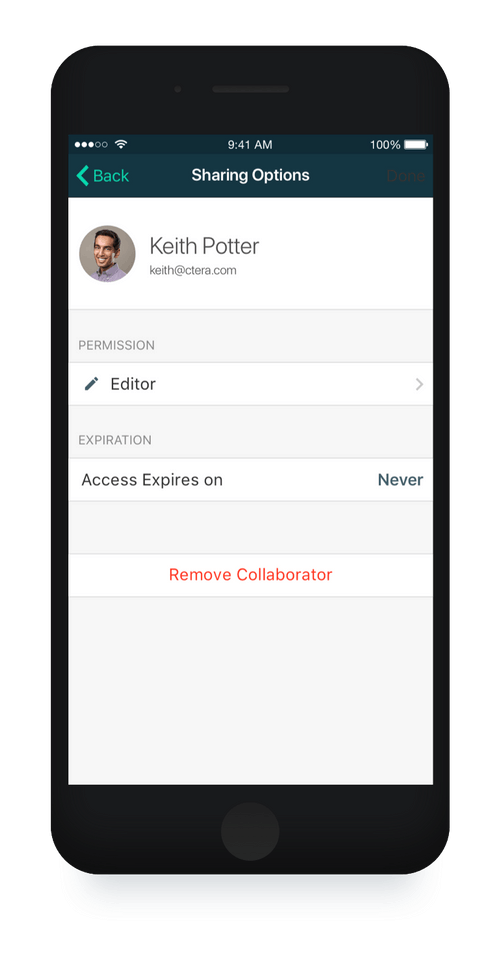 9:41 AM
100%
Back
Sharing Options
Done
Keith Potter
keith@ctera.com
PERMISSION
Editor
EXPIRATION
Access Expires on
Never
Remove Collaborator